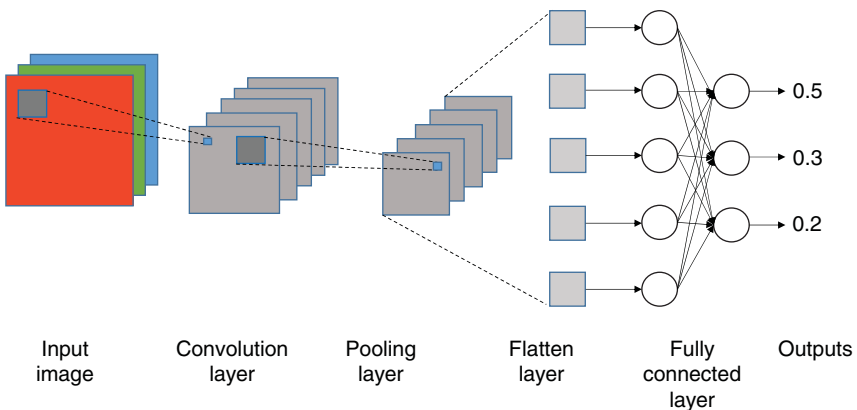 0.5
0.3
0.2
Input
image
Convolution
layer
Pooling
layer
Flatten
layer
Fully
connected
layer
Outputs